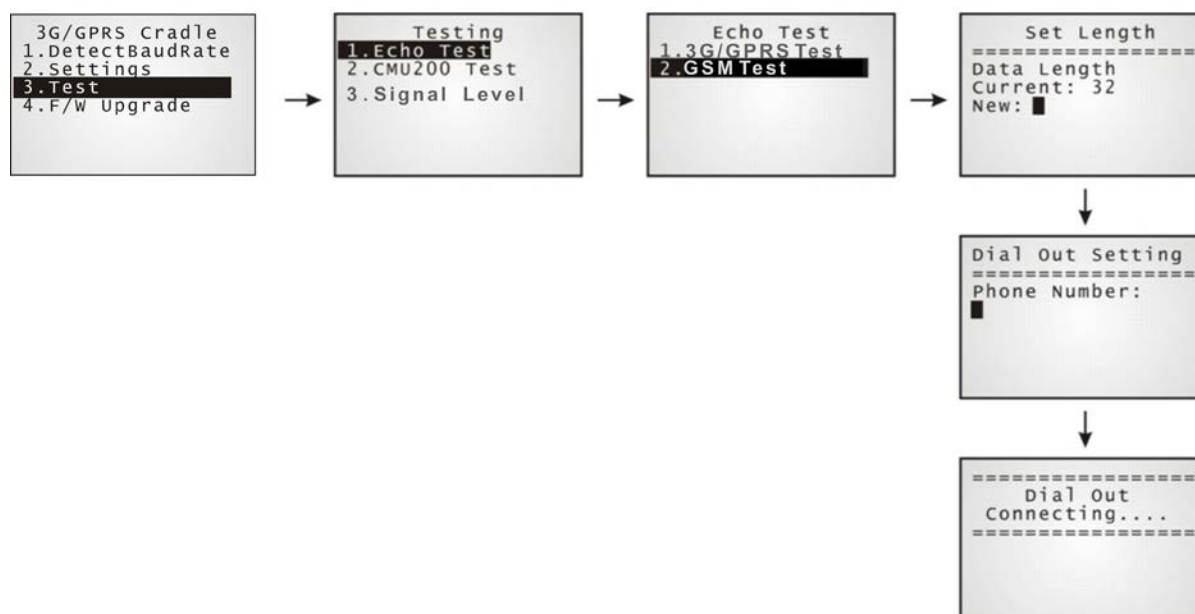 3G/GPRS Cradle
1.DetectBaudRate
2.Settings
3.Test
4.F/W Upgrade
Testing
1.Echo Test
2.CMU200 Test
3.Signal Level
Echo Test
1.3G/GPRS Test
2.GSM Test
Set Length
==================
Data Length
Current: 32
New:
Dial Out Setting
==================
Phone Number:
==================
Dial Out
Connecting....
==================